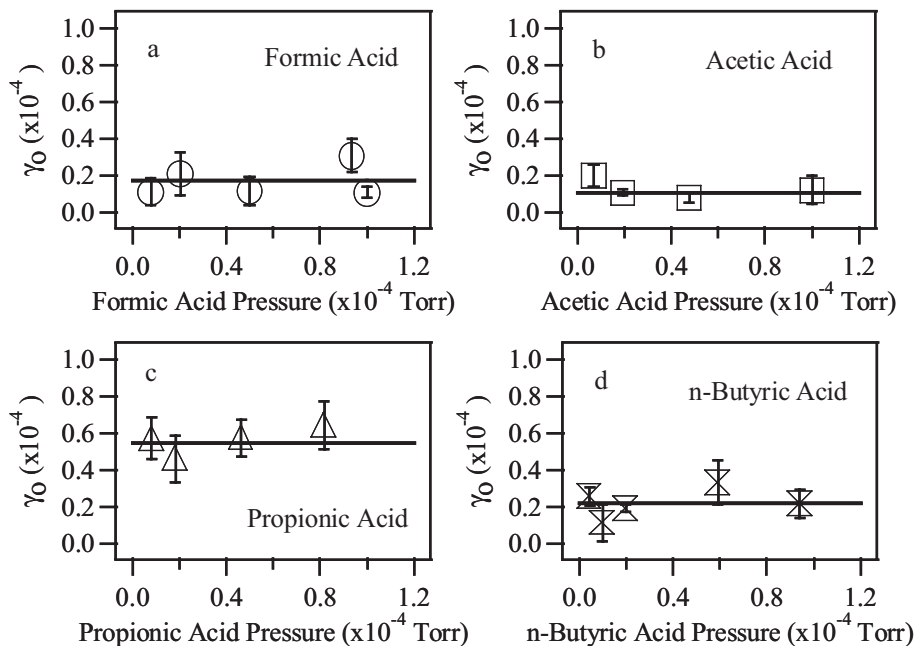 a
Formic Acid
γ₀ (x10⁻⁴)
1.0
0.8
0.6
0.4
0.2
0.0
0.0 0.4 0.8 1.2
Formic Acid Pressure (x10⁻⁴ Torr)
b
Acetic Acid
γ₀ (x10⁻⁴)
1.0
0.8
0.6
0.4
0.2
0.0
0.0 0.4 0.8 1.2
Acetic Acid Pressure (x10⁻⁴ Torr)
c
Propionic Acid
γ₀ (x10⁻⁴)
1.0
0.8
0.6
0.4
0.2
0.0
0.0 0.4 0.8 1.2
Propionic Acid Pressure (x10⁻⁴ Torr)
d
n-Butyric Acid
γ₀ (x10⁻⁴)
1.0
0.8
0.6
0.4
0.2
0.0
0.0 0.4 0.8 1.2
n-Butyric Acid Pressure (x10⁻⁴ Torr)